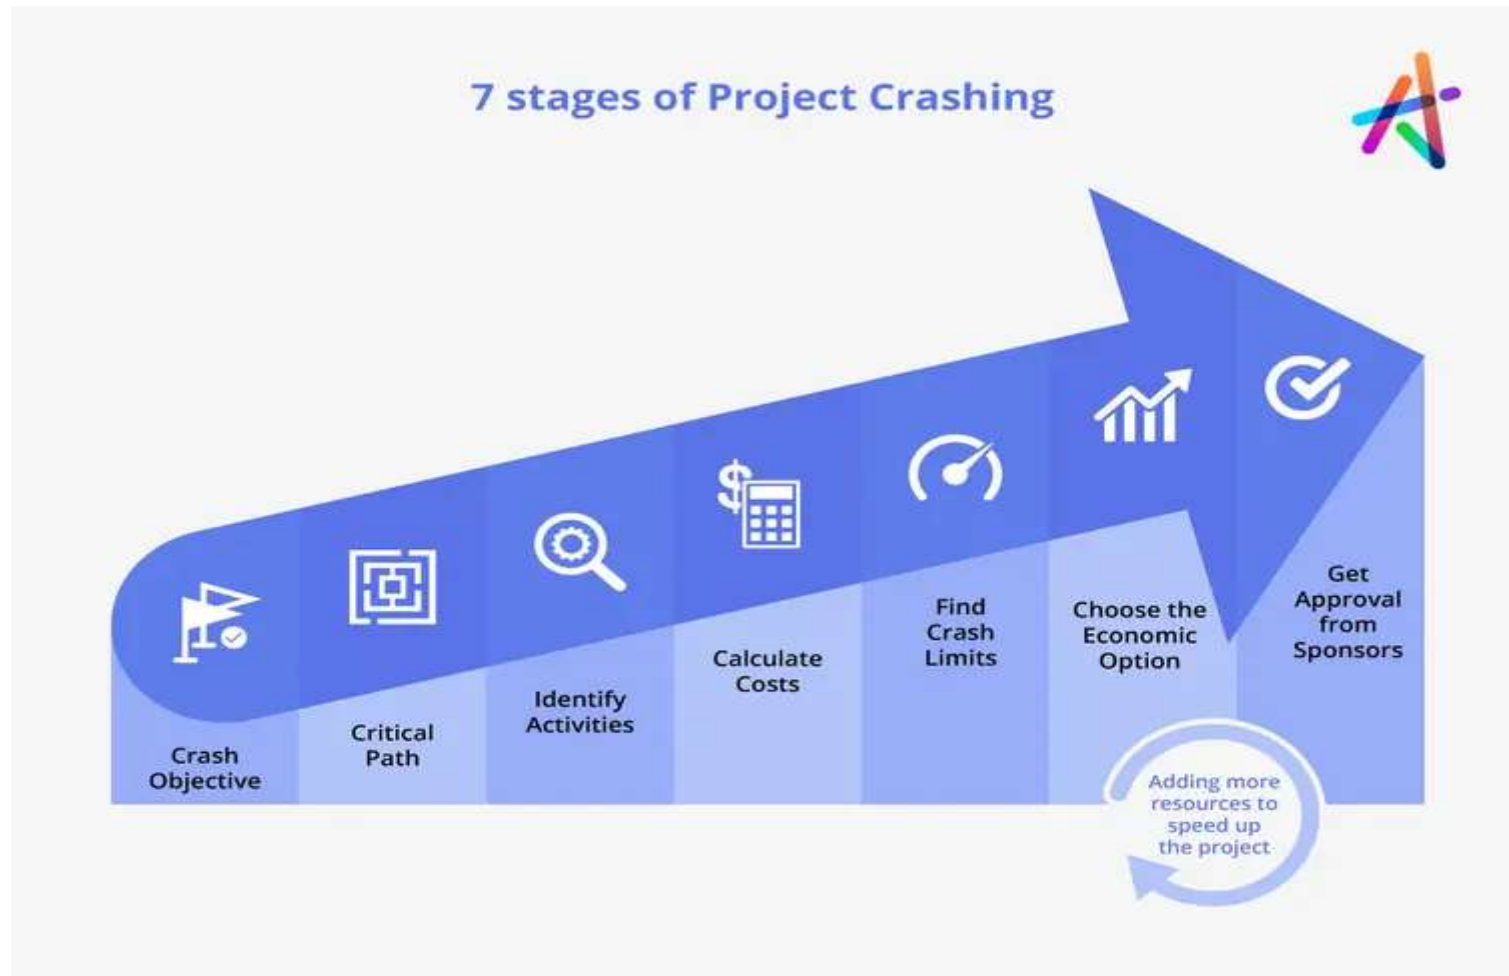 7 stages of Project Crashing
Crash
Objective
Critical
Path
Identify
Activities
$
Calculate
Costs
Find
Crash
Limits
Choose the
Economic
Option
Get
Approval
from
Sponsors
Adding more
resources to
speed up
the project